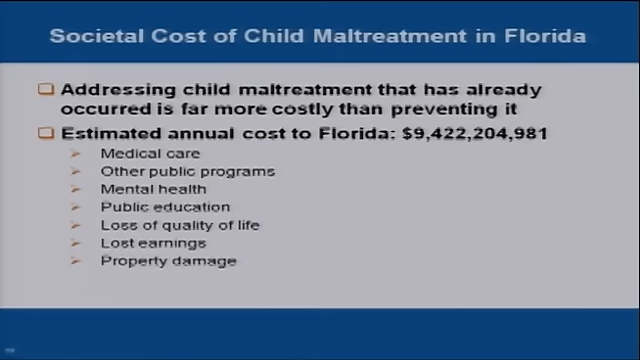 Societal Cost of Child Maltreatment in Florida
Addressing child maltreatment that has already
occurred is far more costly than preventing it
Estimated annual cost to Florida: $9,422,204,981
Medical care
Other public programs
Mental health
Public education
Loss of quality of life
Lost earnings
Property damage